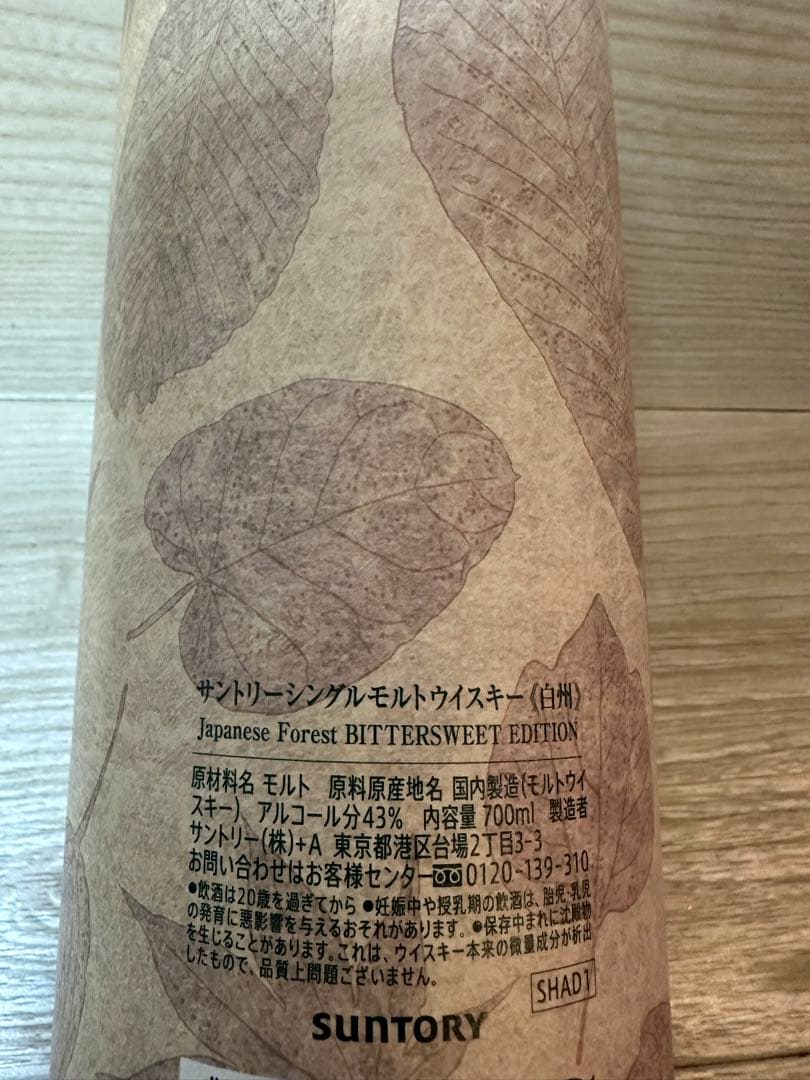 サントリーシングルモルトウイスキー《白州》
Japanese Forest BITTERSWEET EDITION
原材料名 モルト 原料原産地名 国内製造(モルトウイ
スキー) アルコール分43% 内容量 700ml 製造者
サントリー(株)+A 東京都港区台場2丁目3-3
お問い合わせはお客様センター 0120-139-310
●飲酒は20歳を過ぎてから ●妊娠中や授乳期の飲酒は、胎児・乳児
の発育に悪影響を与えるおそれがあります。 ●保存中まれに沈殿物
を生じることがあります。これは、ウイスキー本来の微量成分が析出
したもので、品質上問題ございません。
SHAD1
SUNTORY